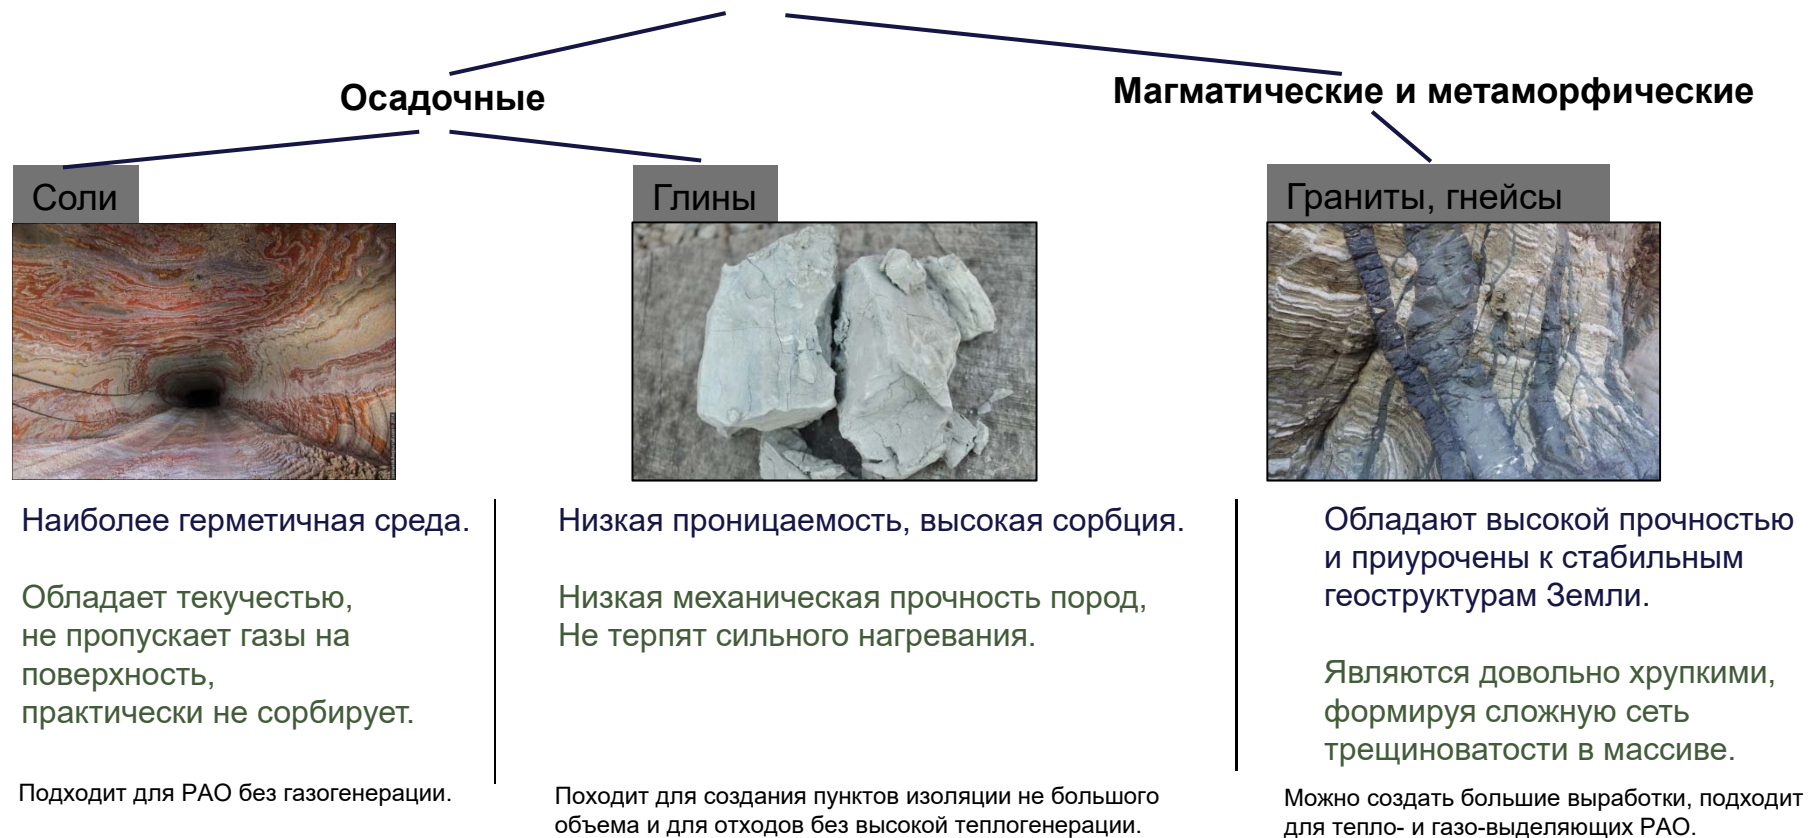 Осадочные
Магматические и метаморфические
Соли
Глины
Граниты, гнейсы
Наиболее герметичная среда.
Обладает текучестью,
не пропускает газы на
поверхность,
практически не сорбирует.
Подходит для РАО без газогенерации.
Низкая проницаемость, высокая сорбция.
Низкая механическая прочность пород,
Не терпят сильного нагревания.
Походит для создания пунктов изоляции не большого
объема и для отходов без высокой теплогенерации.
Обладают высокой прочностью
и приурочены к стабильным
геоструктурам Земли.
Являются довольно хрупкими,
формируя сложную сеть
трещиноватости в массиве.
Можно создать большие выработки, подходит
для тепло- и газо-выделяющих РАО.